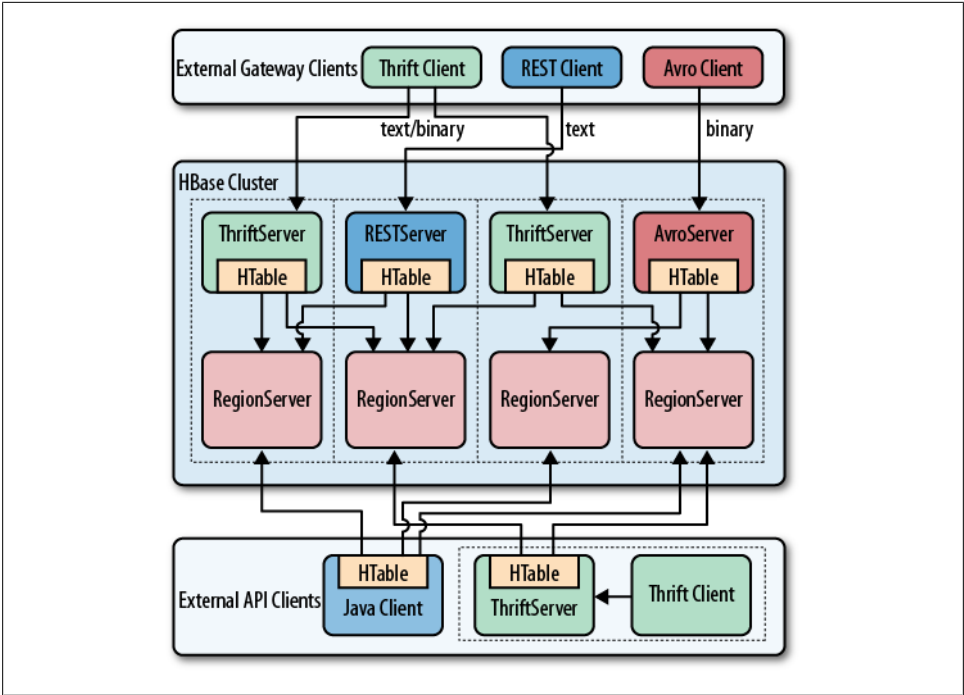 External Gateway Clients
Thrift Client
REST Client
Avro Client
text/binary
text
binary
HBase Cluster
ThriftServer
RESTServer
ThriftServer
AvroServer
HTable
HTable
HTable
HTable
RegionServer
RegionServer
RegionServer
RegionServer
External API Clients
HTable
Java Client
HTable
ThriftServer
Thrift Client